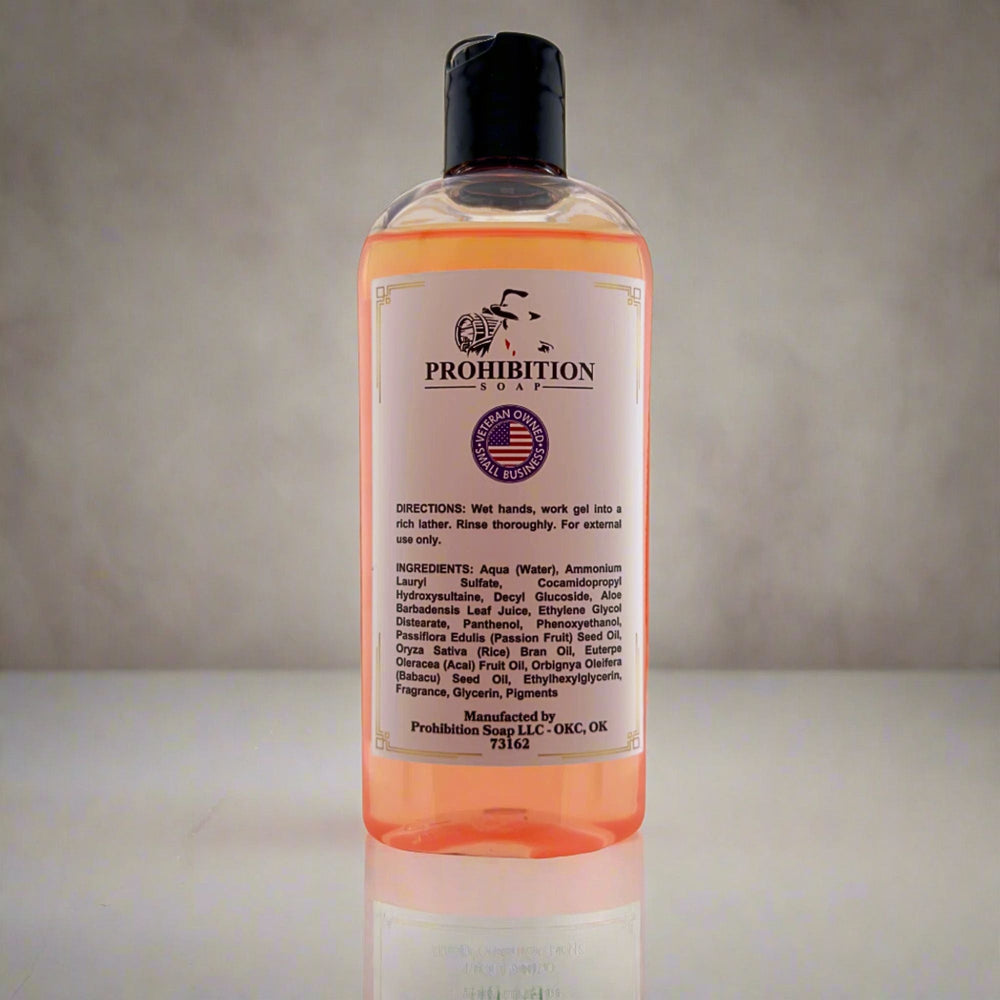 PROHIBITION
SOAP
VETERAN OWNED
SMALL BUSINESS
DIRECTIONS: Wet hands, work gel into a
rich lather. Rinse thoroughly. For external
use only.
INGREDIENTS: Aqua (Water), Ammonium
Lauryl Sulfate, Cocamidopropyl
Hydroxysultaine, Decyl Glucoside, Aloe
Barbadensis Leaf Juice, Ethylene Glycol
Distearate, Panthenol, Phenoxyethanol,
Passiflora Edulis (Passion Fruit) Seed Oil,
Oryza Sativa (Rice) Bran Oil, Euterpe
Oleracea (Acai) Fruit Oil, Orbignya Oleifera
(Babacu) Seed Oil, Ethylhexylglycerin,
Fragrance, Glycerin, Pigments
Manufacted by
Prohibition Soap LLC - OKC, OK
73162